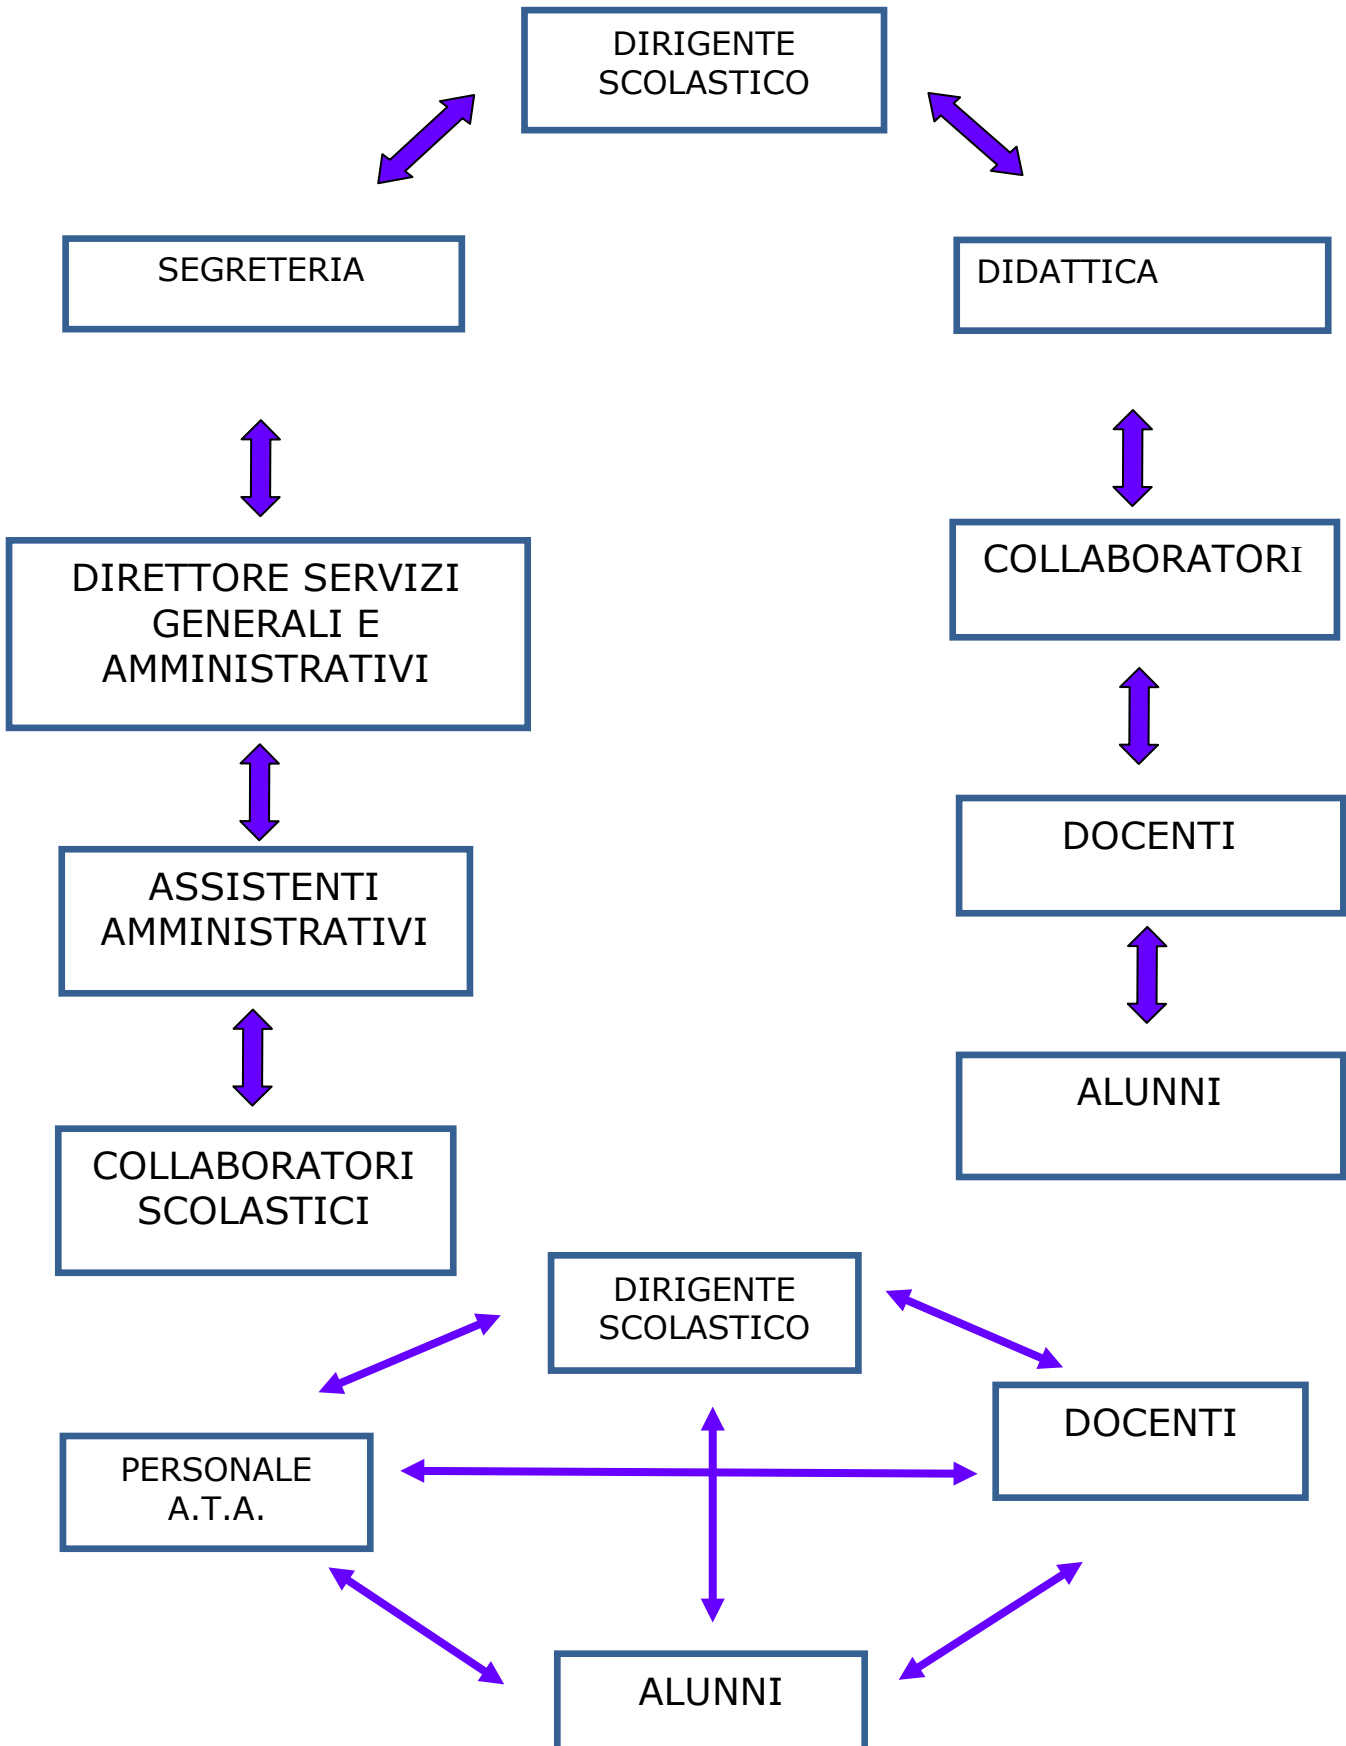 DIRIGENTE
SCOLASTICO
SEGRETERIA
DIDATTICA
DIRETTORE SERVIZI
GENERALI E
AMMINISTRATIVI
COLLABORATORI
ASSISTENTI
AMMINISTRATIVI
DOCENTI
COLLABORATORI
SCOLASTICI
ALUNNI
DIRIGENTE
SCOLASTICO
PERSONALE
A.T.A.
DOCENTI
ALUNNI